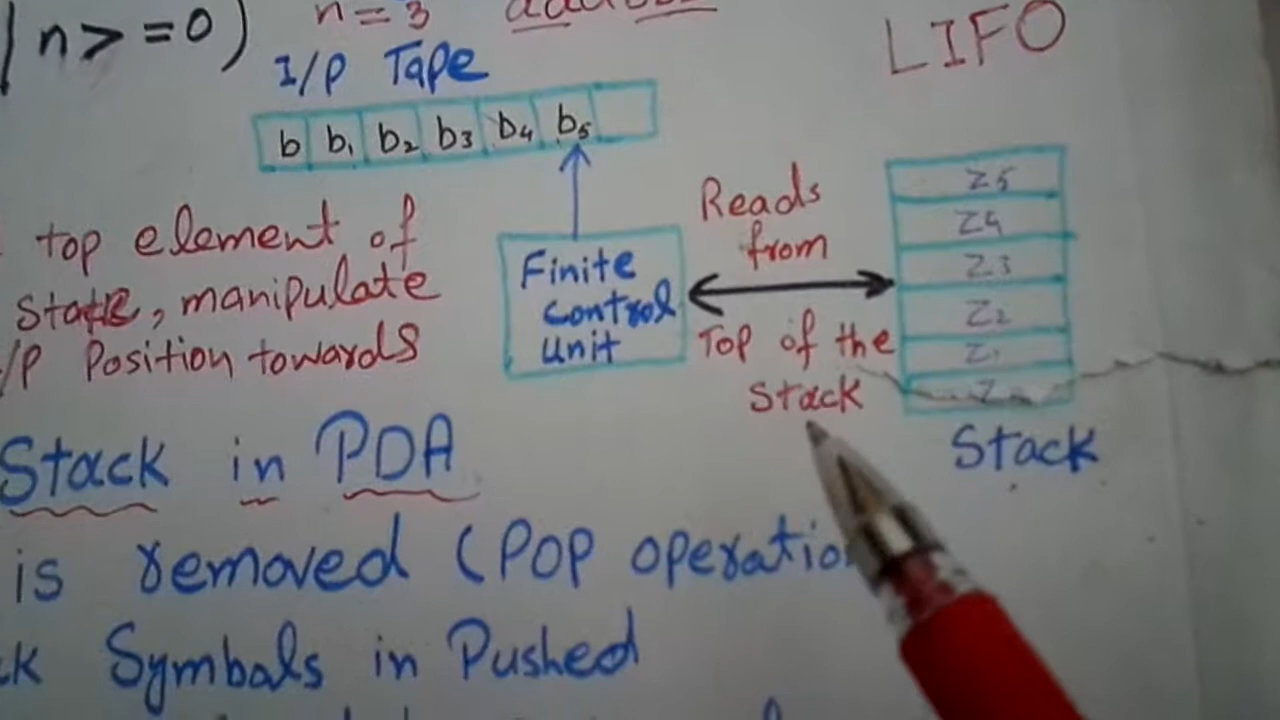 | n>=0) n=3
LIFO
I/P Tape
b b₁ b₂ b₃ b₄ b₅
Reads from
Top of the Stack
Z5
Z4
Z3
Z2
Z1
Z
Stack
Finite Control Unit
top element of
State, manipulate
/P Position towards
Stack in PDA
is removed (POP operation
k Symbols in Pushed